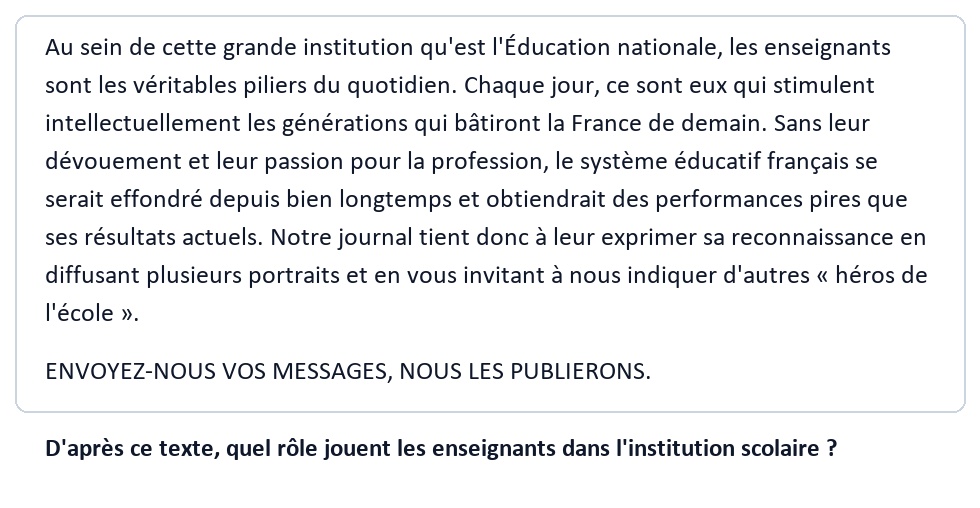 Au sein de cette grande institution qu'est l'Éducation nationale, les enseignants
sont les véritables piliers du quotidien. Chaque jour, ce sont eux qui stimulent
intellectuellement les générations qui bâtiront la France de demain. Sans leur
dévouement et leur passion pour la profession, le système éducatif français se
serait effondré depuis bien longtemps et obtiendrait des performances pires que
ses résultats actuels. Notre journal tient donc à leur exprimer sa reconnaissance en
diffusant plusieurs portraits et en vous invitant à nous indiquer d'autres « héros de
l'école ».
ENVOYEZ-NOUS VOS MESSAGES, NOUS LES PUBLIERONS.
D'après ce texte, quel rôle jouent les enseignants dans l'institution scolaire ?